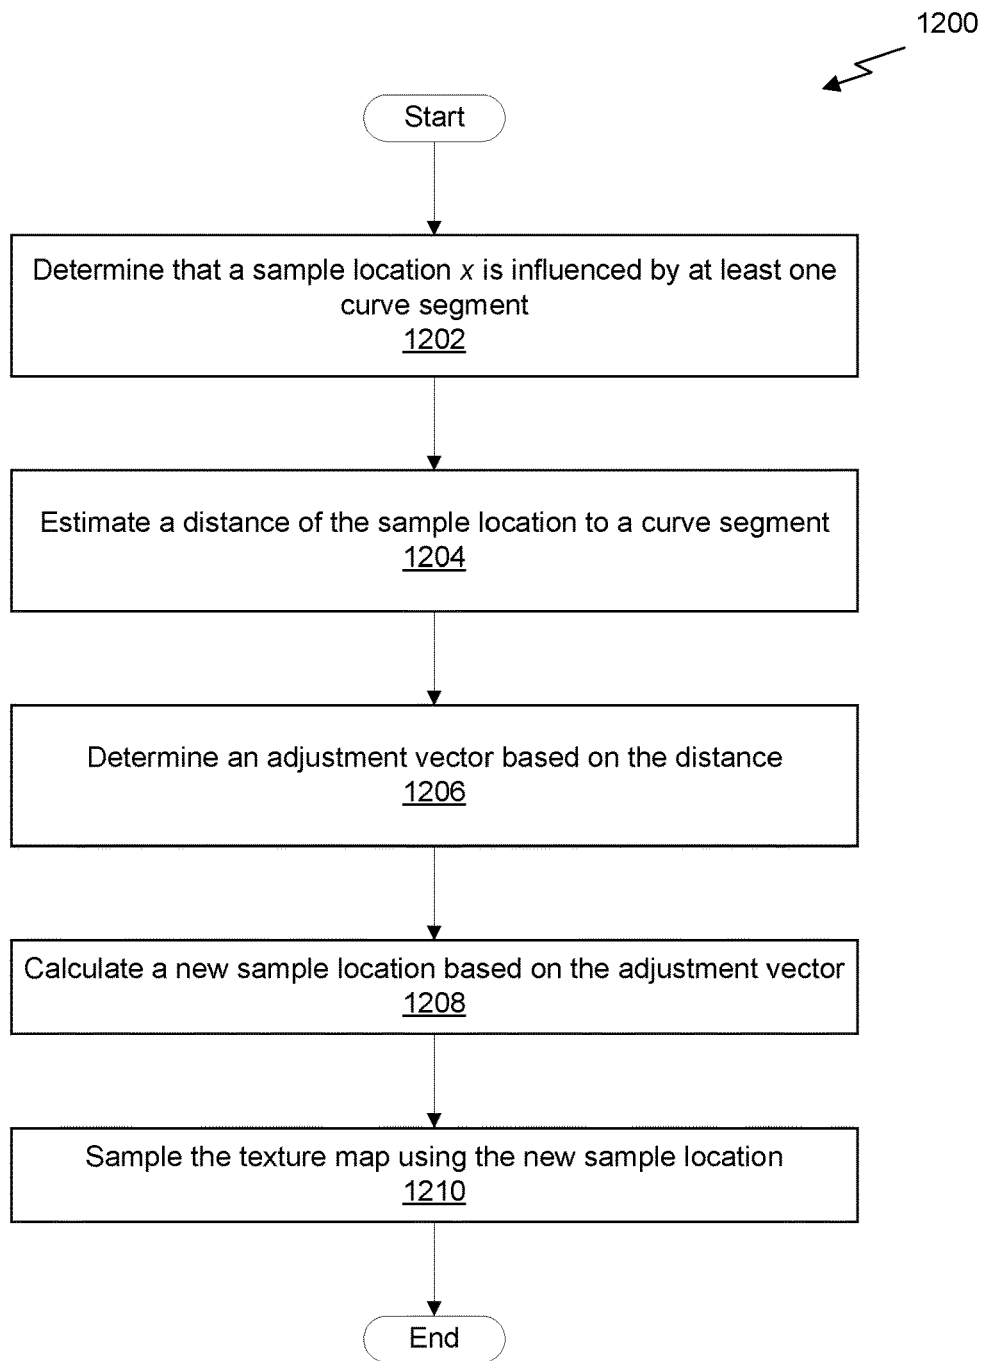 1200
Start
Determine that a sample location x is influenced by at least one
curve segment
1202
Estimate a distance of the sample location to a curve segment
1204
Determine an adjustment vector based on the distance
1206
Calculate a new sample location based on the adjustment vector
1208
Sample the texture map using the new sample location
1210
End